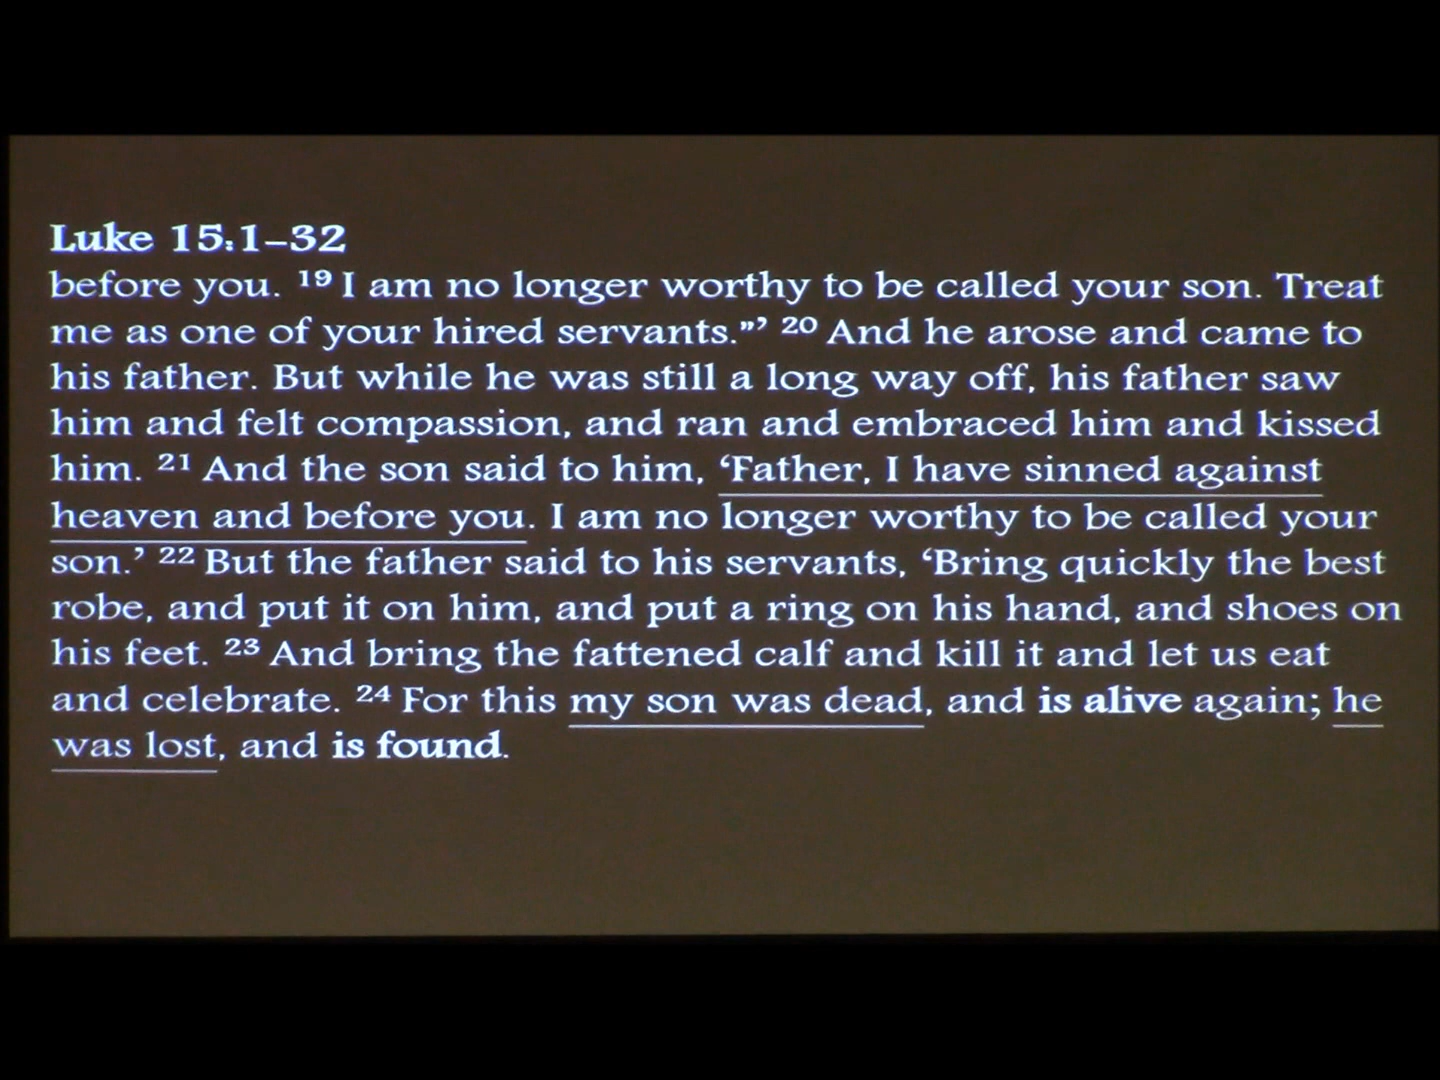 Luke 15:1–32
before you. 19 I am no longer worthy to be called your son. Treat
me as one of your hired servants.”’ 20 And he arose and came to
his father. But while he was still a long way off, his father saw
him and felt compassion, and ran and embraced him and kissed
him. 21 And the son said to him, ‘Father, I have sinned against
heaven and before you. I am no longer worthy to be called your
son.’ 22 But the father said to his servants, ‘Bring quickly the best
robe, and put it on him, and put a ring on his hand, and shoes on
his feet. 23 And bring the fattened calf and kill it and let us eat
and celebrate. 24 For this my son was dead, and is alive again; he
was lost, and is found.